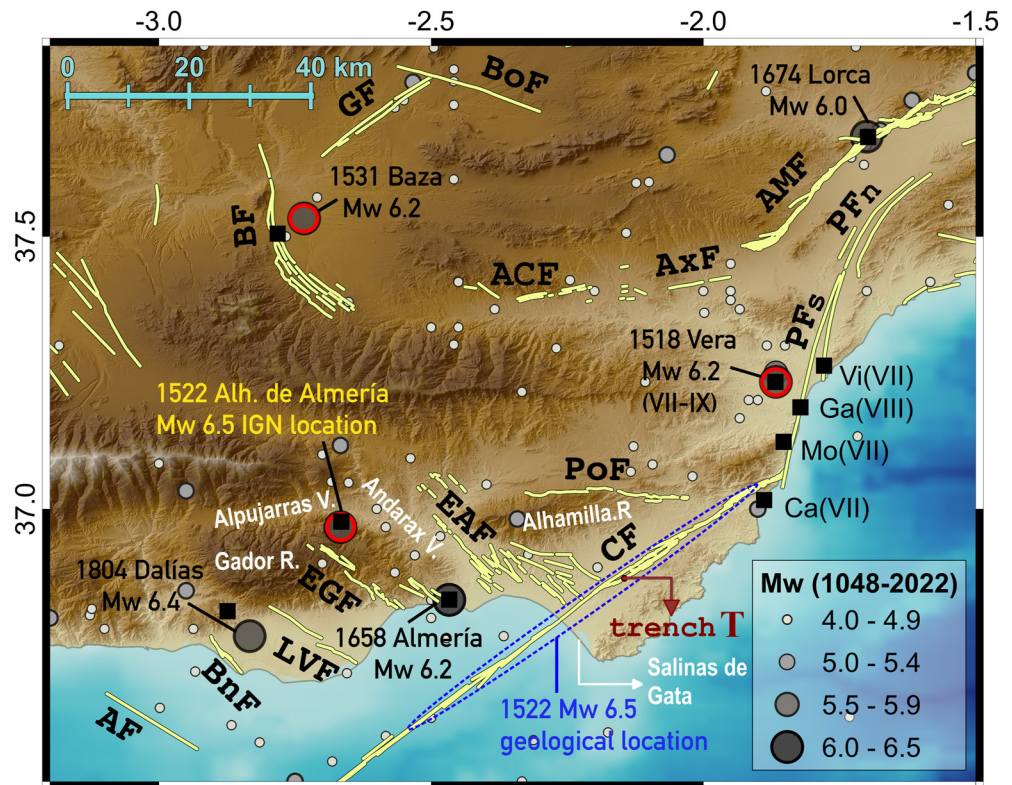 -3.0
-2.5
-2.0
-1.5
0
20
40 km
BoF
GF
1674 Lorca
Mw 6.0
1531 Baza
Mw 6.2
AMF
PFn
37.5
BF
AxF
ACF
PFs
1518 Vera
Mw 6.2
(VII-IX)
Vi(VII)
Ga(VIII)
Mo(VII)
Ca(VII)
1522 Alh. de Almería
Mw 6.5 IGN location
37.0
PoF
Alpujarras V.
Andarax V.
EAF
Alhamilla.R
CF
Gador R.
EGF
1804 Dalías
Mw 6.4
1658 Almería
Mw 6.2
trench T
LVF
BnF
AF
Salinas de
Gata
1522 Mw 6.5
geological location
Mw (1048-2022)
4.0 - 4.9
5.0 - 5.4
5.5 - 5.9
6.0 - 6.5